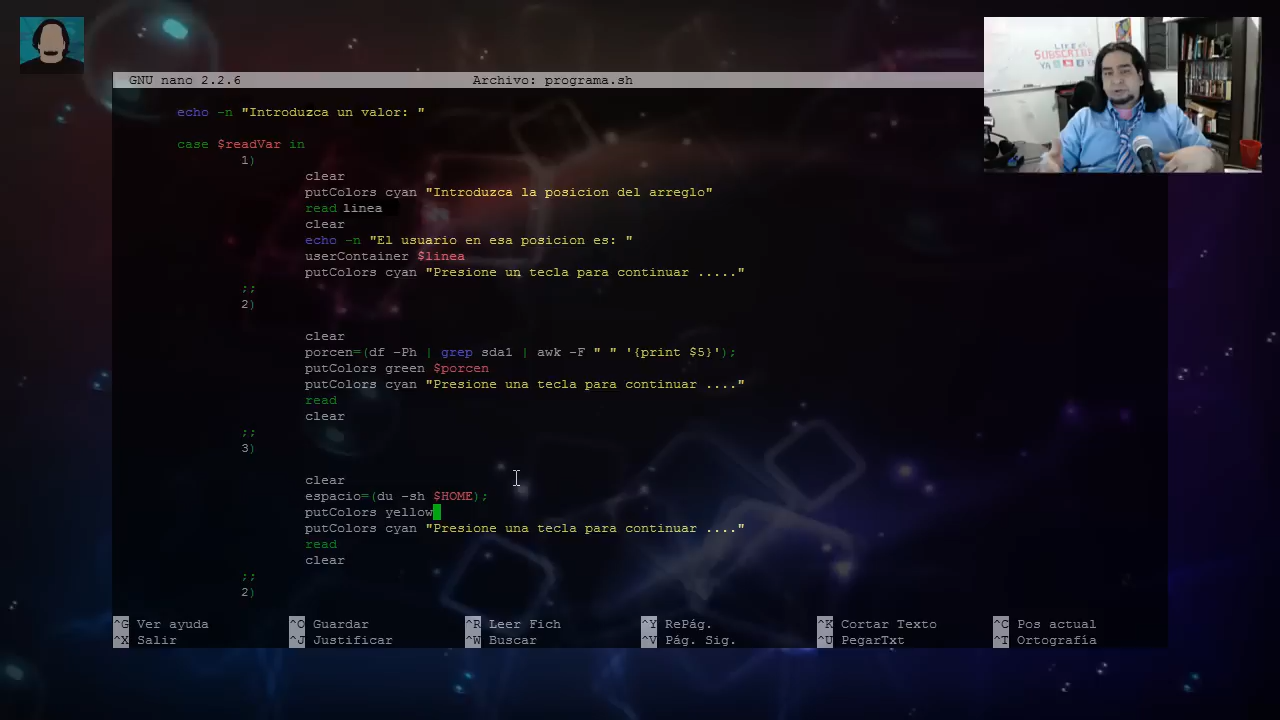 LIKE
SUBSCRIBE
YA
GNU nano 2.2.6 Archivo: programa.sh
echo -n "Introduzca un valor: "
case $readVar in
1)
clear
putColors cyan "Introduzca la posicion del arreglo"
read linea
clear
echo -n "El usuario en esa posicion es: "
userContainer $linea
putColors cyan "Presione un tecla para continuar ....."
;;
2)
clear
porcen=(df -Ph | grep sda1 | awk -F " " '{print $5}');
putColors green $porcen
putColors cyan "Presione una tecla para continuar ...."
read
clear
;;
3)
clear
espacio=(du -sh $HOME);
putColors yellow
putColors cyan "Presione una tecla para continuar ...."
read
clear
;;
2)
^G Ver ayuda ^O Guardar ^R Leer Fich ^Y RePág. ^K Cortar Texto ^C Pos actual
^X Salir ^J Justificar ^W Buscar ^V Pág. Sig. ^U PegarTxt ^T Ortografía